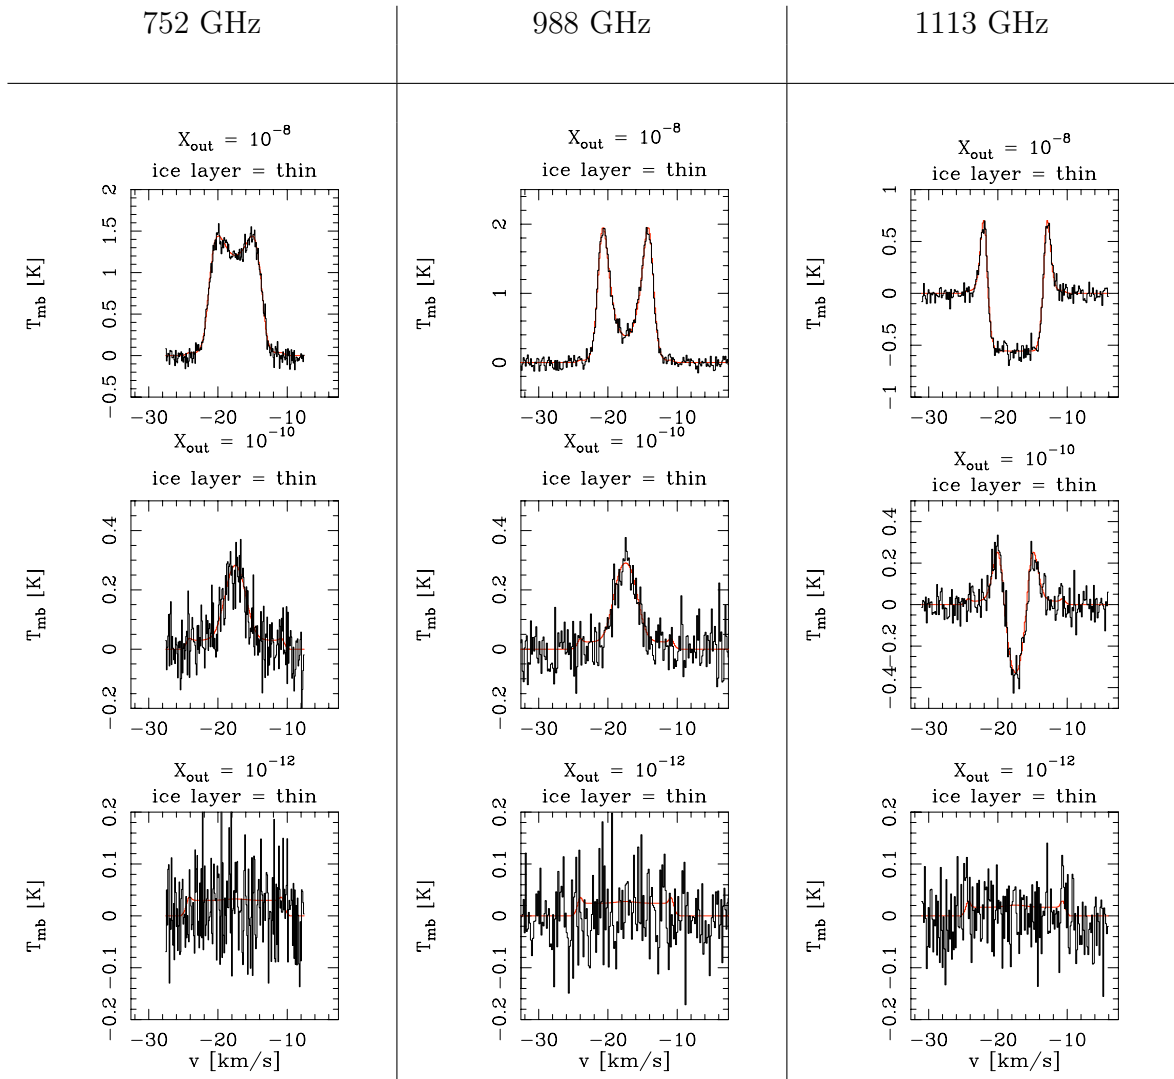 752 GHz 988 GHz 1113 GHz
X_out = 10^−8 X_out = 10^−8 X_out = 10^−8
ice layer = thin ice layer = thin ice layer = thin
T_mb [K] T_mb [K] T_mb [K]
−0.5 0 0.5 1 1.5 2
0 1 2
−1 −0.5 0 0.5 1
−30 −20 −10 −30 −20 −10 −30 −20 −10
X_out = 10^−10 X_out = 10^−10 X_out = 10^−10
ice layer = thin ice layer = thin ice layer = thin
T_mb [K] T_mb [K] T_mb [K]
−0.2 0 0.2 0.4
−0.2 0 0.2 0.4
−0.4 −0.2 0 0.2 0.4
−30 −20 −10 −30 −20 −10 −30 −20 −10
X_out = 10^−12 X_out = 10^−12 X_out = 10^−12
ice layer = thin ice layer = thin ice layer = thin
T_mb [K] T_mb [K] T_mb [K]
−0.2 −0.1 0 0.1 0.2
−0.2 −0.1 0 0.1 0.2
−0.2 −0.1 0 0.1 0.2
−30 −20 −10 −30 −20 −10 −30 −20 −10
v [km/s] v [km/s] v [km/s]